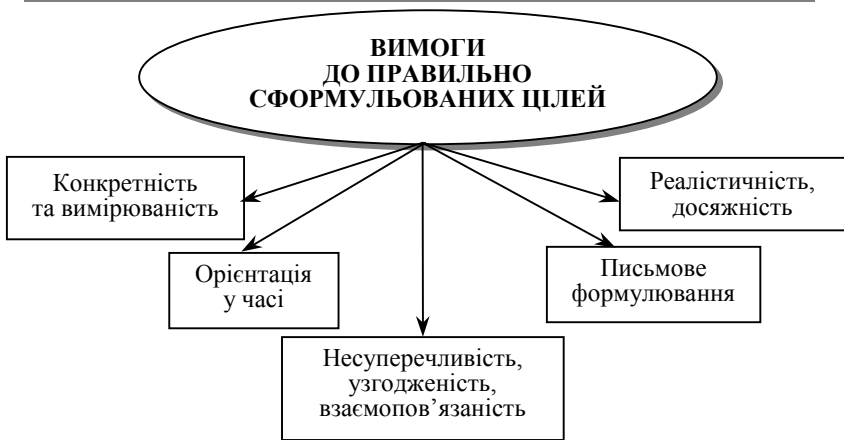 ВИМОГИ
ДО ПРАВИЛЬНО
СФОРМУЛЬОВАНИХ ЦІЛЕЙ
Конкретність
та вимірюваність
Реалістичність,
досяжність
Орієнтація
у часі
Письмове
формулювання
Несуперечливість,
узгодженість,
взаємопов’язаність